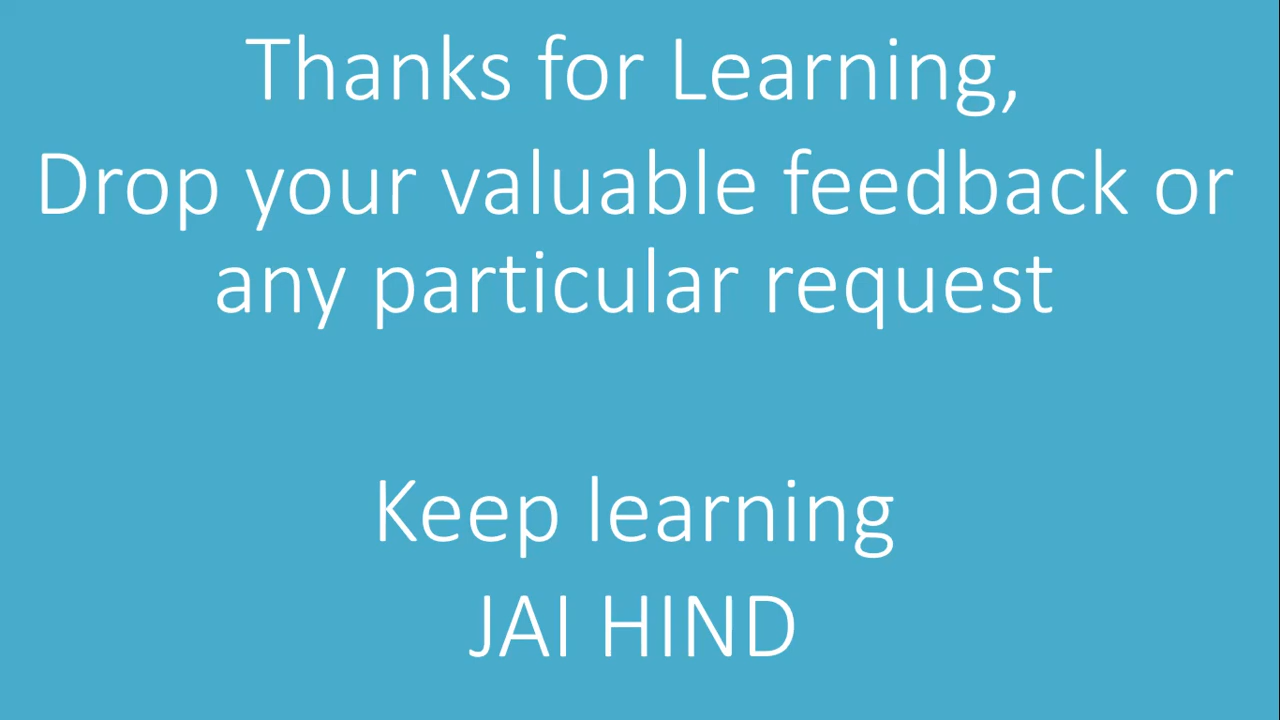 Thanks for Learning,
Drop your valuable feedback or
any particular request
Keep learning
JAI HIND